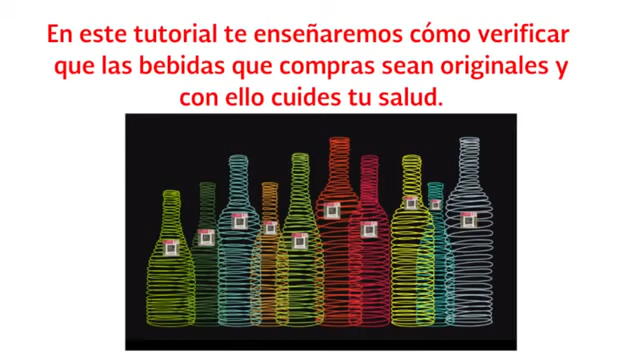 En este tutorial te enseñaremos cómo verificar
que las bebidas que compras sean originales y
con ello cuides tu salud.